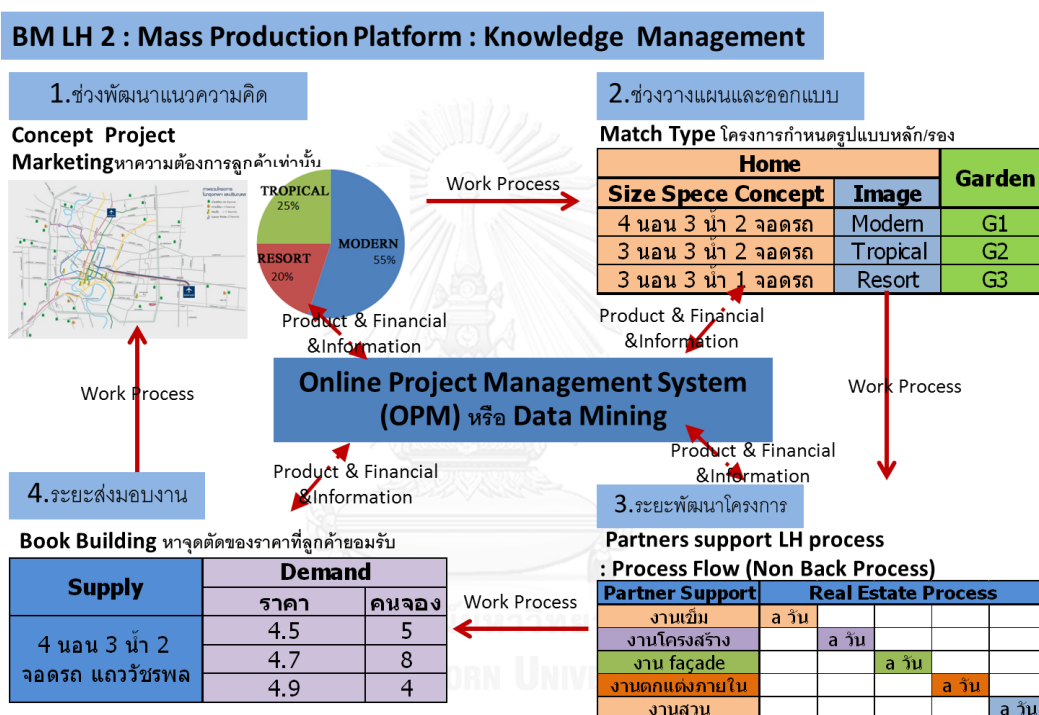 BM LH 2 : Mass Production Platform : Knowledge Management
1.ช่วงพัฒนาแนวความคิด
Concept Project
Marketingหาความต้องการลูกค้าเท่านั้น
TROPICAL
25%
MODERN
55%
RESORT
20%
Work Process
2.ช่วงวางแผนและออกแบบ
Match Type โครงการกำหนดรูปแบบหลัก/รอง
Home Garden
Size Spece Concept Image
4 นอน 3 น้ำ 2 จอดรถ Modern G1
3 นอน 3 น้ำ 2 จอดรถ Tropical G2
3 นอน 3 น้ำ 1 จอดรถ Resort G3
Product & Financial
&Information
Product & Financial
&Information
Online Project Management System
(OPM) หรือ Data Mining
Work Process
Work Process
Product & Financial
&Information
Product & Financial
&Information
3.ระยะพัฒนาโครงการ
Partners support LH process
: Process Flow (Non Back Process)
Partner Support Real Estate Process
งานเข็ม a วัน
งานโครงสร้าง a วัน
งาน façade a วัน
งานตกแต่งภายใน a วัน
งานสวน a วัน
Work Process
4.ระยะส่งมอบงาน
Book Building หาจุดตัดของราคาที่ลูกค้ายอมรับ
Supply Demand
ราคา คนจอง
4 นอน 3 น้ำ 2
จอดรถ แถววัชรพล
4.5 5
4.7 8
4.9 4